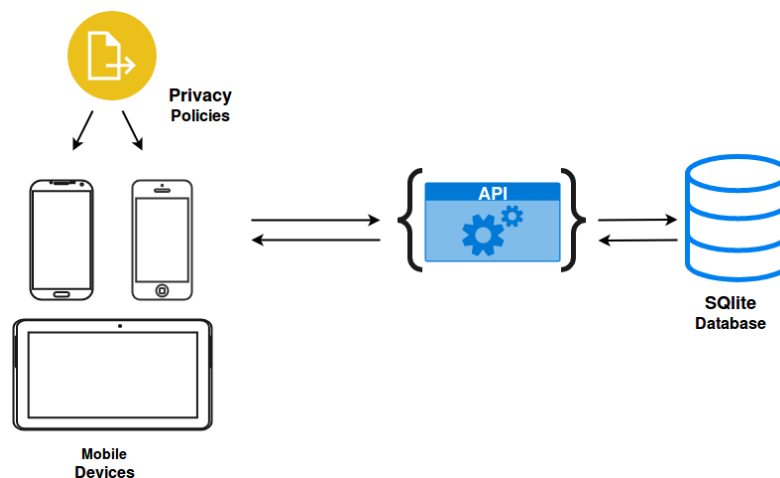 Privacy
Policies
API
SQlite
Database
Mobile
Devices